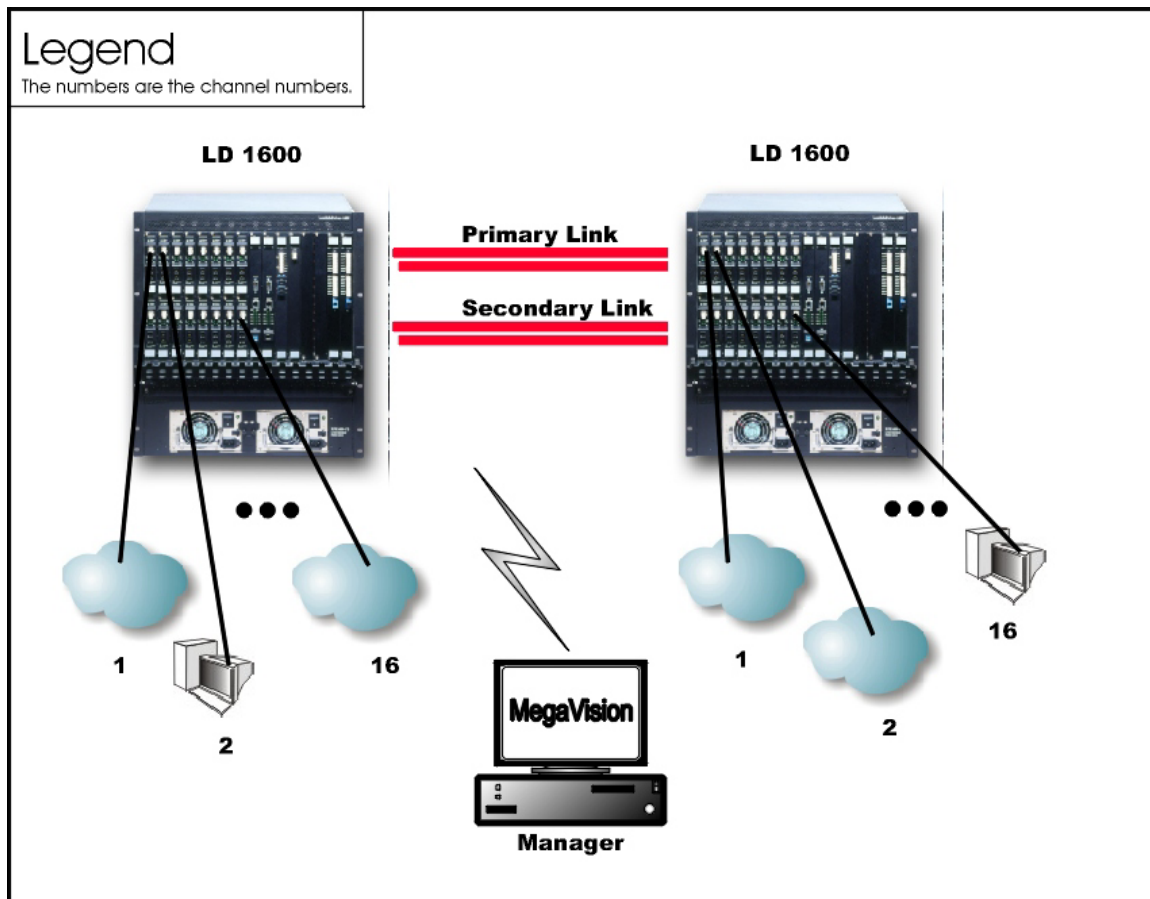 Legend
The numbers are the channel numbers.
LD 1600
LD 1600
Primary Link
Secondary Link
1
2
16
1
2
16
MegaVision
Manager